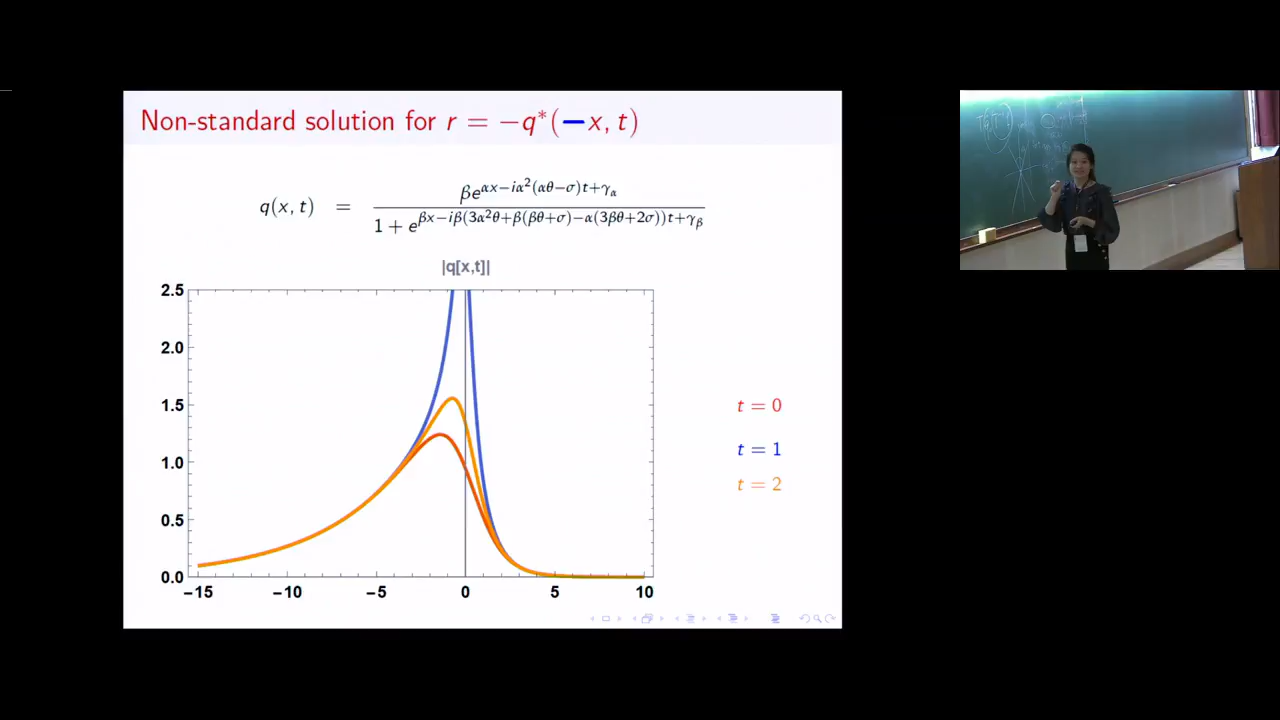 Non-standard solution for r = −q*(−x, t)
q(x, t) = βe^{αx−iα²(αθ−σ)t+γ_α} / 1 + e^{βx−iβ(3α²θ+β(βθ+σ)−α(3βθ+2σ))t+γ_β}
|q[x,t]|
2.5
2.0
1.5
1.0
0.5
0.0
−15 −10 −5 0 5 10
t = 0
t = 1
t = 2